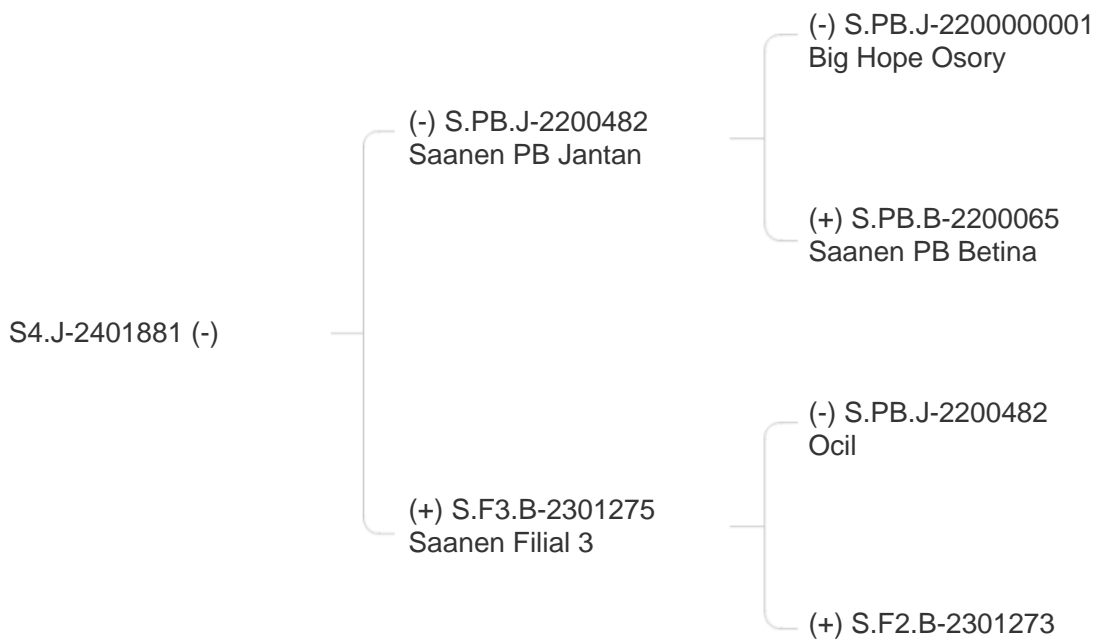 (-) S.PB.J-2200000001
Big Hope Osory
(-) S.PB.J-2200482
Saanen PB Jantan
(+) S.PB.B-2200065
Saanen PB Betina
S4.J-2401881 (-)
(-) S.PB.J-2200482
Ocil
(+) S.F3.B-2301275
Saanen Filial 3
(+) S.F2.B-2301273